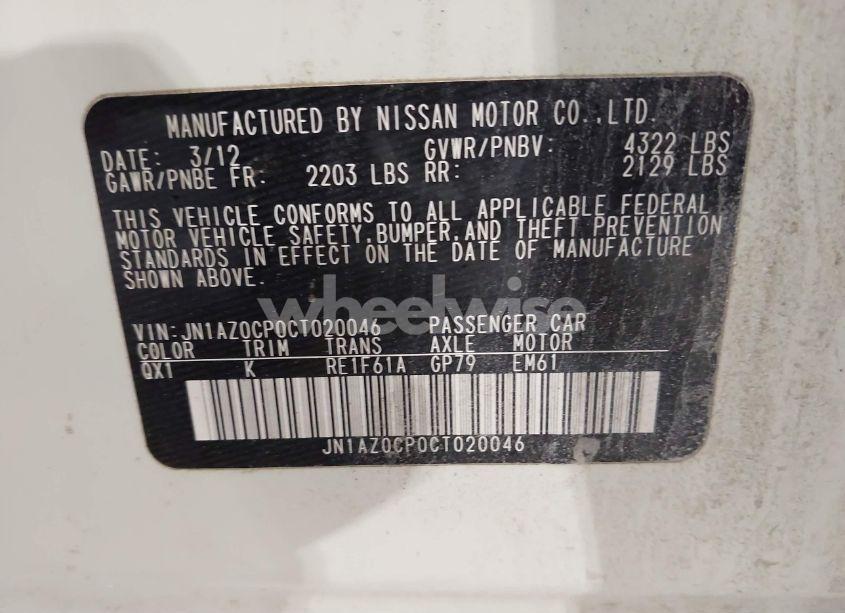 MANUFACTURED BY NISSAN MOTOR CO.,LTD.
DATE: 3/12 GVWR/PNBV: 4322 LBS
GAWR/PNBE FR: 2203 LBS RR: 2129 LBS
THIS VEHICLE CONFORMS TO ALL APPLICABLE FEDERAL
MOTOR VEHICLE SAFETY,BUMPER,AND THEFT PREVENTION
STANDARDS IN EFFECT ON THE DATE OF MANUFACTURE
SHOWN ABOVE.
wheelwise
VIN:JN1AZ0CP0CT020046 PASSENGER CAR
COLOR TRIM TRANS AXLE MOTOR
QX1 K RE1F61A GP79 EM61
JN1AZ0CP0CT020046